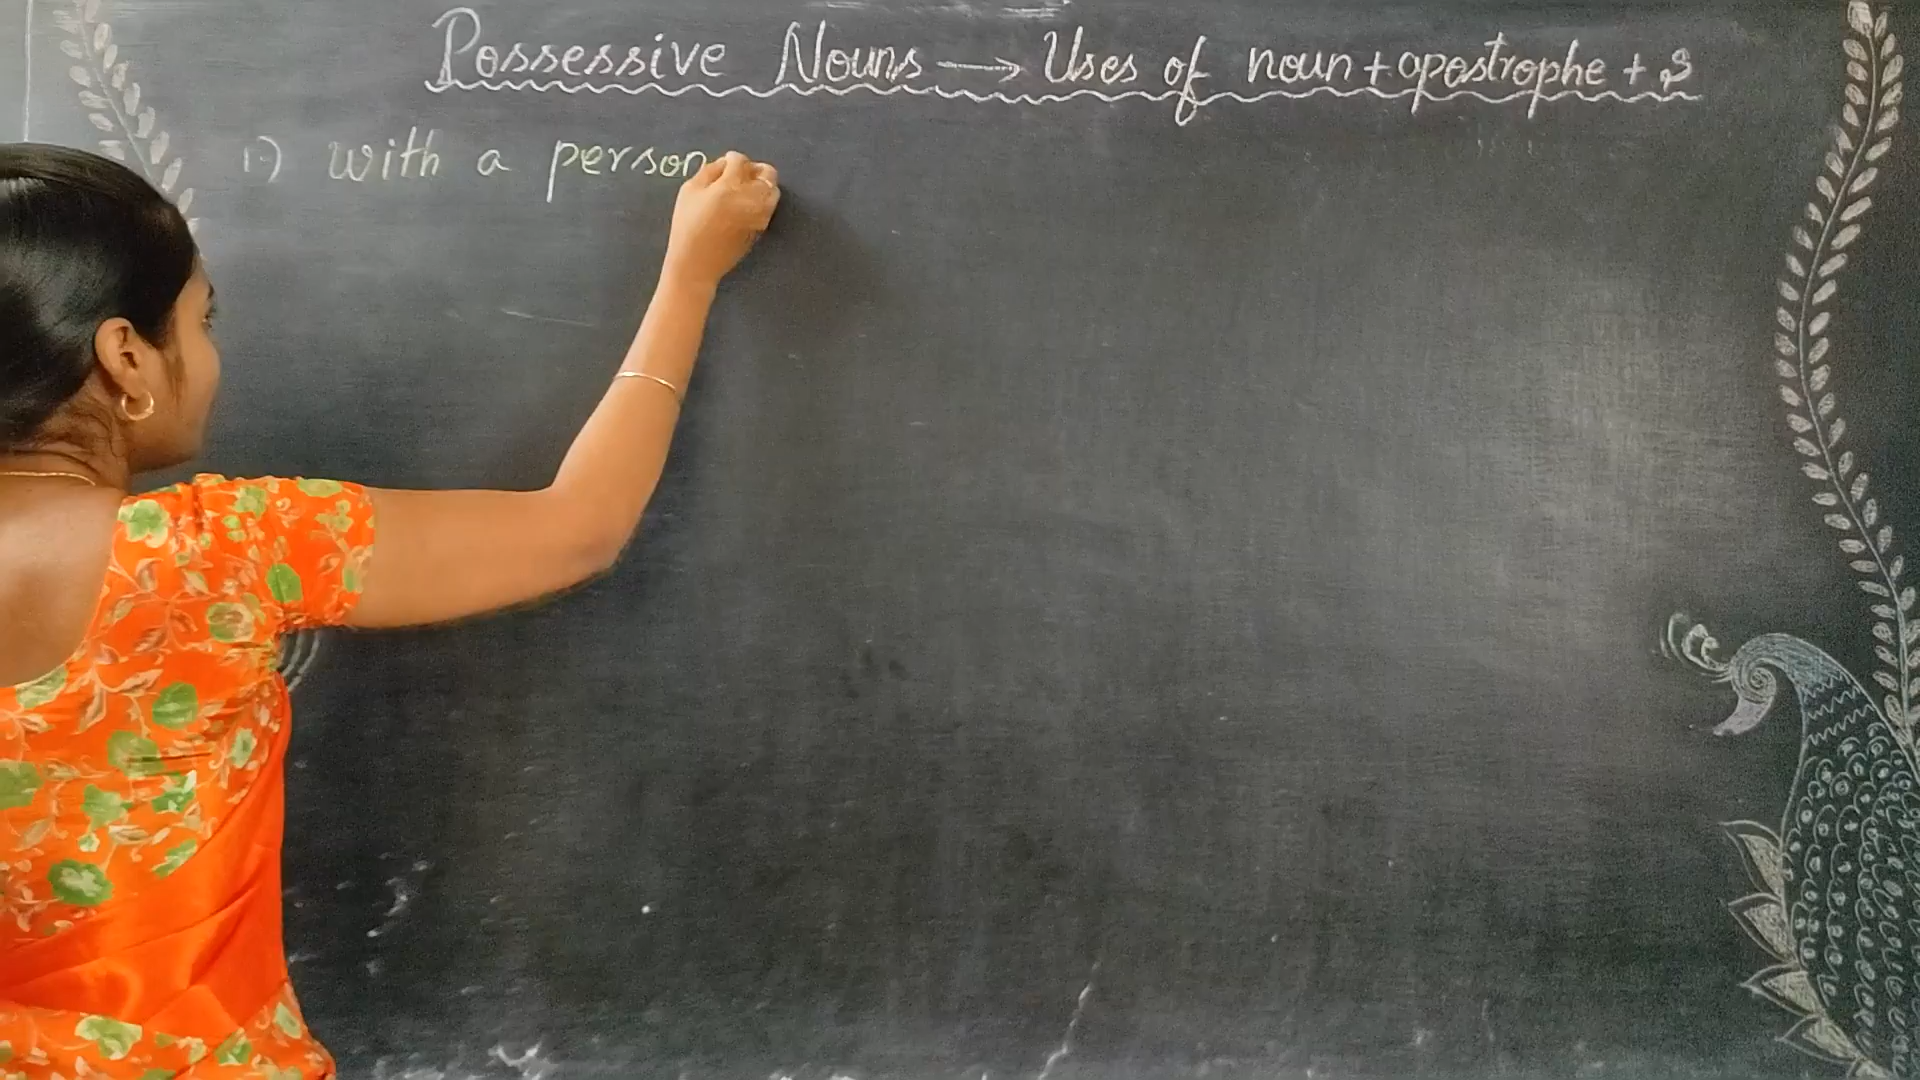 Possessive Nouns → Uses of noun + apostrophe + s
1.) with a person